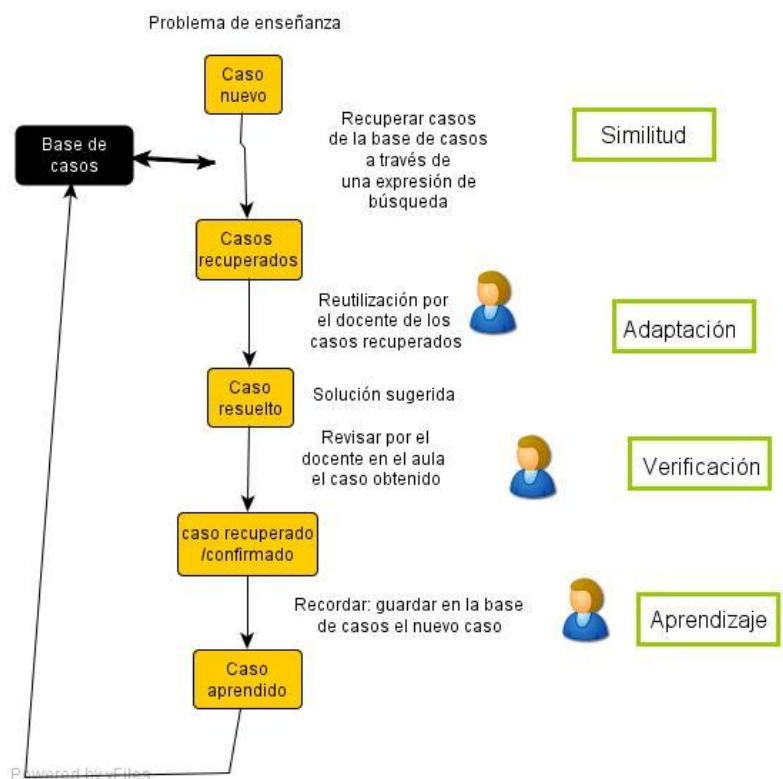 Problema de enseñanza
Caso
nuevo
Recuperar casos
de la base de casos
a través de
una expresión de
búsqueda
Similitud
Base de
casos
Casos
recuperados
Reutilización por
el docente de los
casos recuperados
Adaptación
Caso
resuelto
Solución sugerida
Revisar por el
docente en el aula
el caso obtenido
Verificación
caso recuperado
/confirmado
Recordar: guardar en la base
de casos el nuevo caso
Aprendizaje
Caso
aprendido
Powered by yFiles